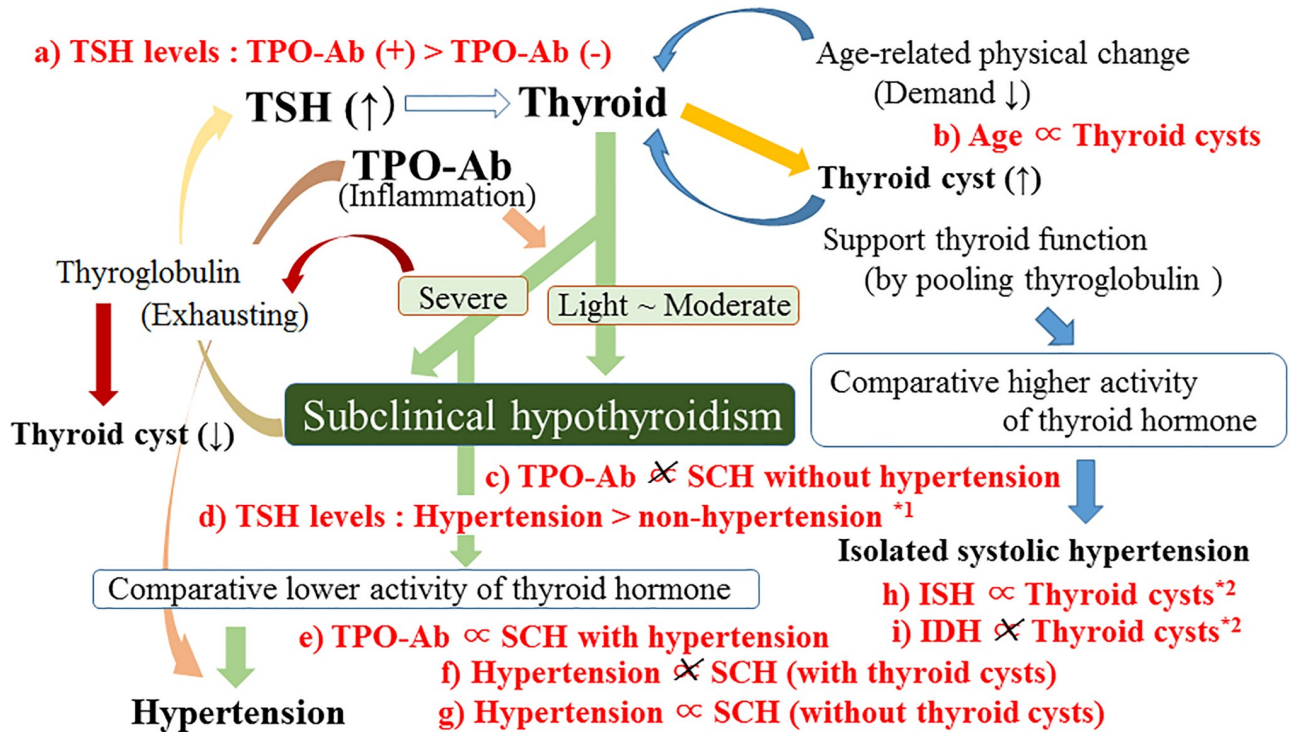 a) TSH levels : TPO-Ab (+) > TPO-Ab (-)
TSH (↑)
Thyroid
Age-related physical change
(Demand ↓)
b) Age ∝ Thyroid cysts
TPO-Ab
(Inflammation)
Thyroid cyst (↑)
Support thyroid function
(by pooling thyroglobulin )
Thyroglobulin
(Exhausting)
Severe
Light ~ Moderate
Comparative higher activity
of thyroid hormone
Subclinical hypothyroidism
Thyroid cyst (↓)
c) TPO-Ab ∝̸ SCH without hypertension
d) TSH levels : Hypertension > non-hypertension *1
Isolated systolic hypertension
Comparative lower activity of thyroid hormone
h) ISH ∝ Thyroid cysts*2
i) IDH ∝̸ Thyroid cysts*2
e) TPO-Ab ∝ SCH with hypertension
f) Hypertension ∝̸ SCH (with thyroid cysts)
g) Hypertension ∝ SCH (without thyroid cysts)
Hypertension